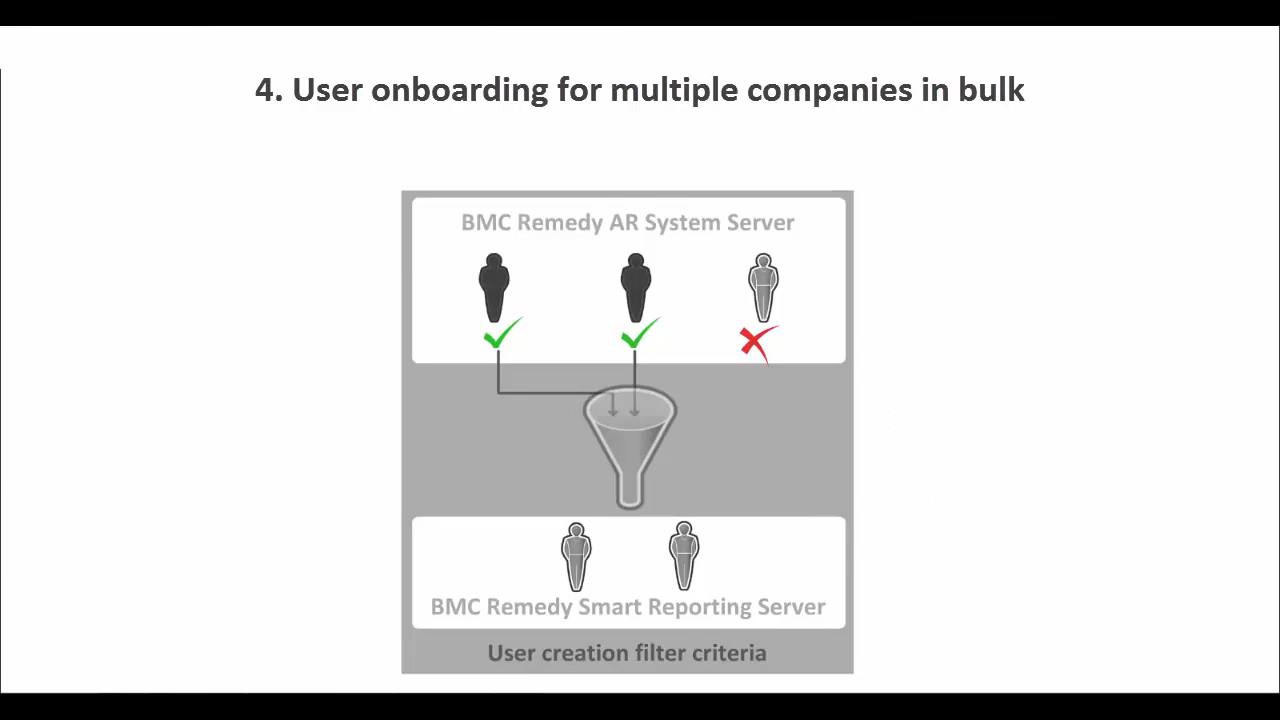 4. User onboarding for multiple companies in bulk
BMC Remedy AR System Server
BMC Remedy Smart Reporting Server
User creation filter criteria